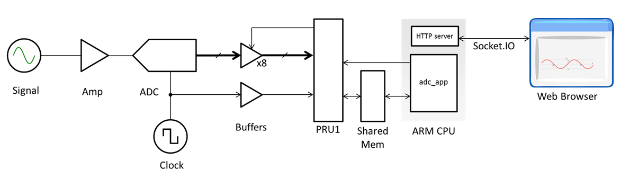 HTTP server
Socket.IO
x8
adc_app
Signal
Amp
ADC
Web Browser
Buffers
PRU1
Shared
Mem
ARM CPU
Clock